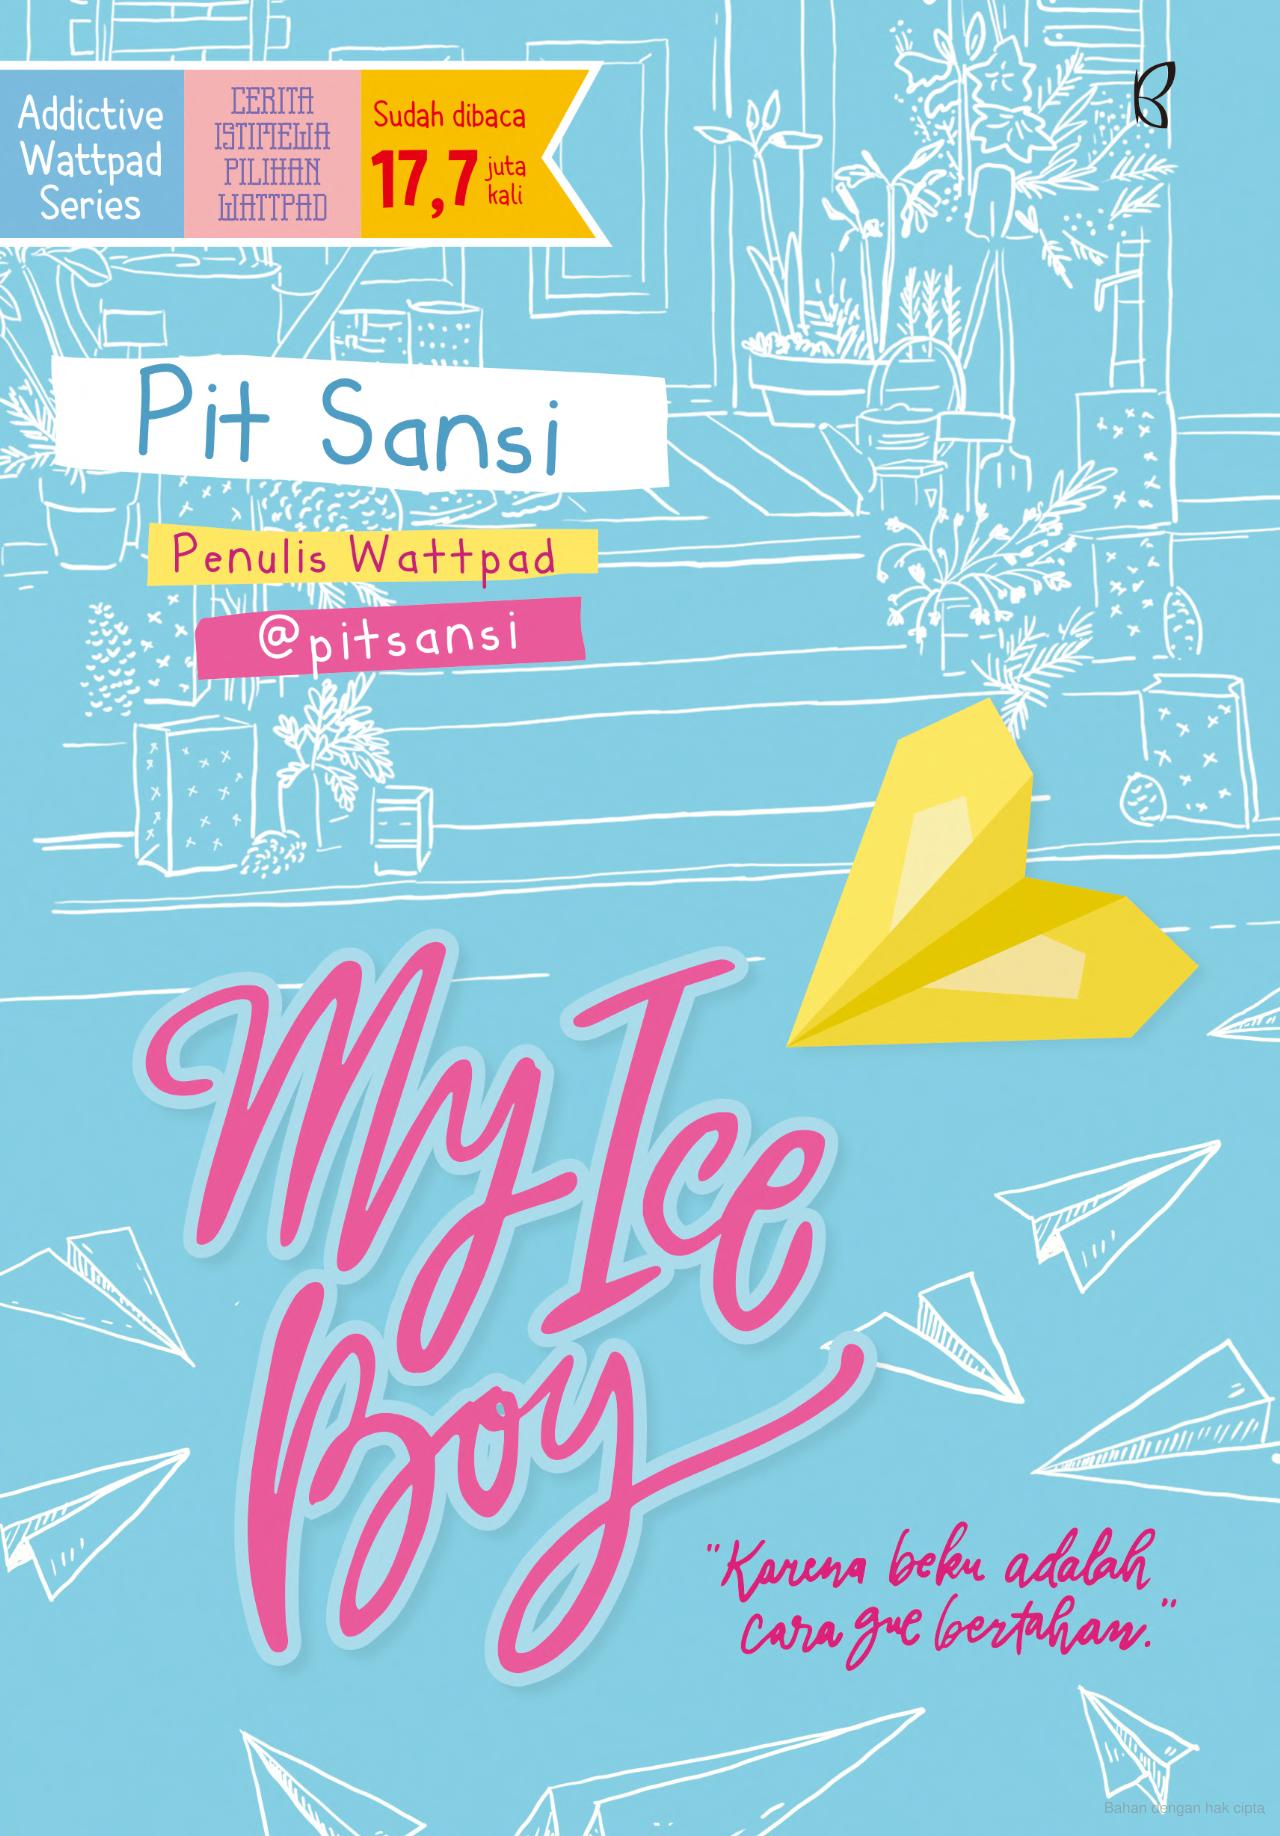 Addictive
Wattpad
Series
CERITA
ISTIMEWA
PILIHAN
WATTPAD
Sudah dibaca
17,7 juta
kali
Pit Sansi
Penulis Wattpad
@pitsansi
My Ice
Boy
"Karena beku adalah
cara gue bertahan."
Bahan dengan hak cipta